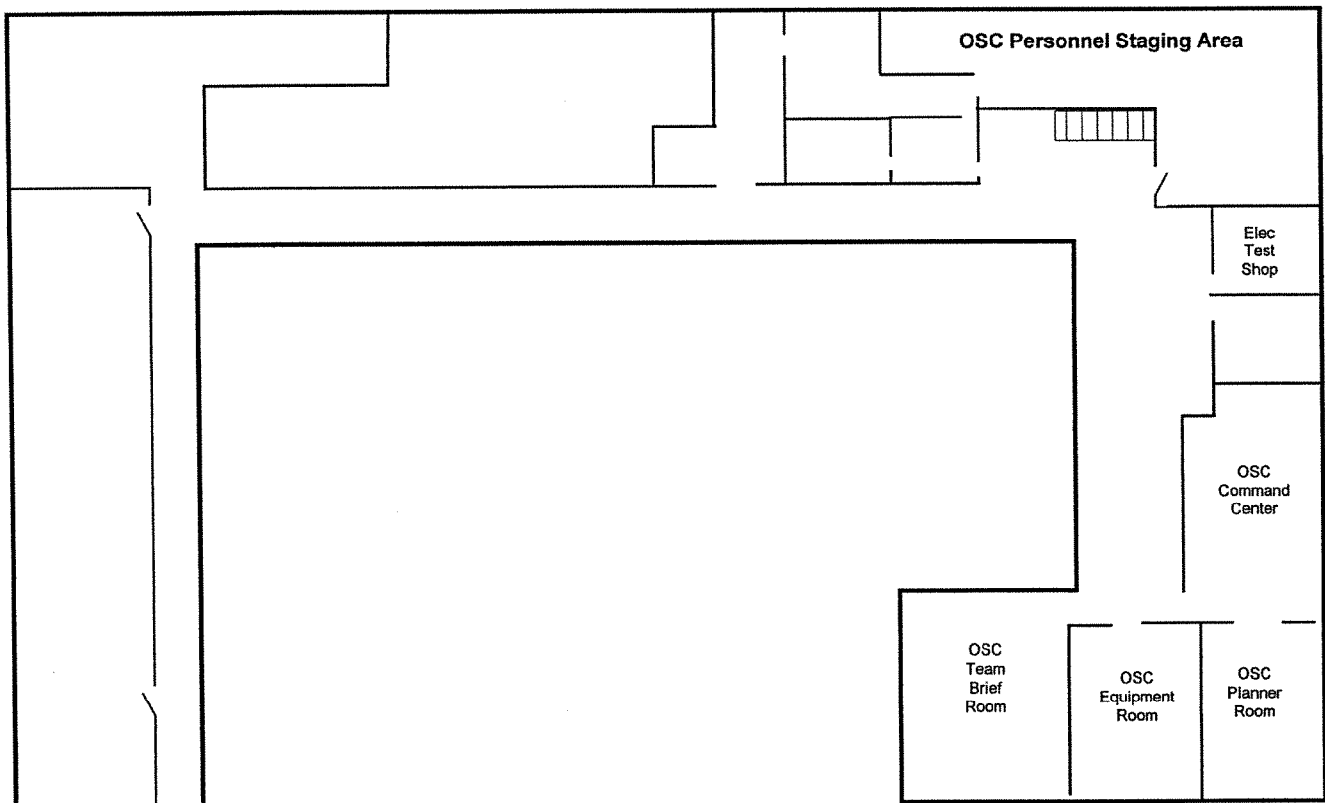 OSC Personnel Staging Area
Elec
Test
Shop
OSC
Command
Center
OSC
Team
Brief
Room
OSC
Equipment
Room
OSC
Planner
Room